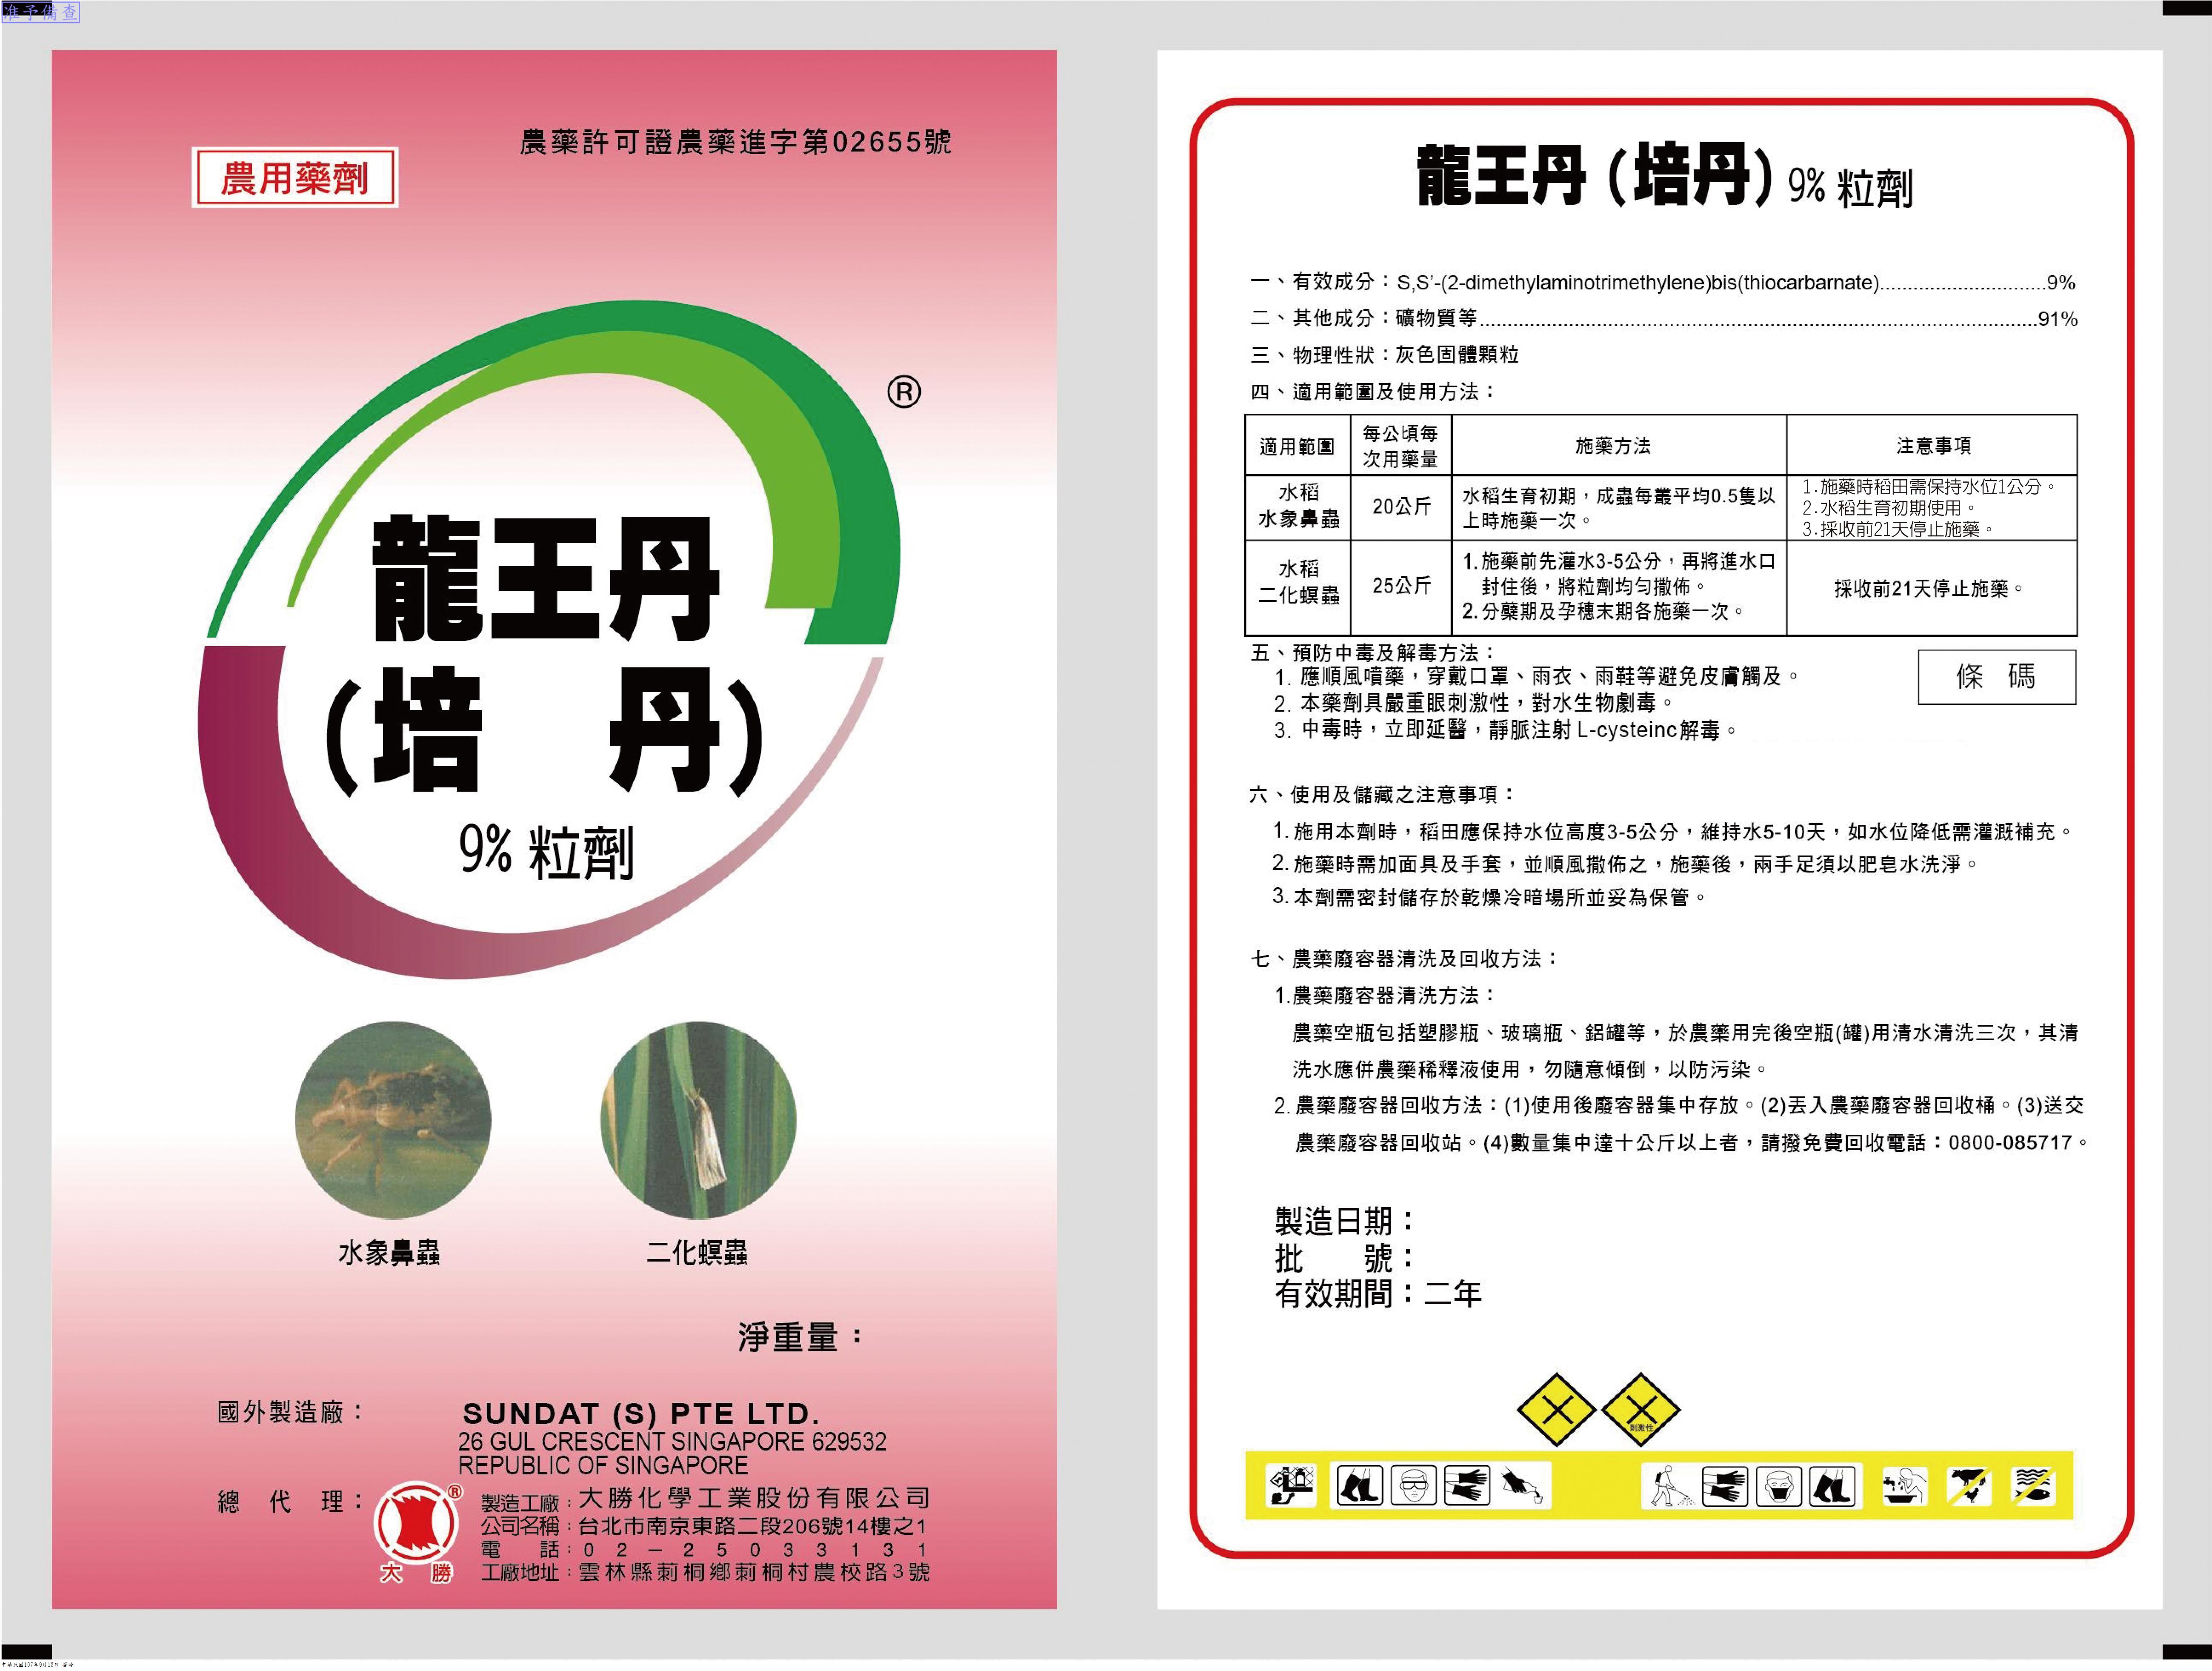 准予備查
農用藥劑
農藥許可證農藥進字第02655號
®
龍王丹
(培 丹)
9% 粒劑
水象鼻蟲
二化螟蟲
淨重量：
國外製造廠：
SUNDAT (S) PTE LTD.
26 GUL CRESCENT SINGAPORE 629532
REPUBLIC OF SINGAPORE
總 代 理：
®
大 勝
製造工廠：大勝化學工業股份有限公司
公司名稱：台北市南京東路二段206號14樓之1
電 話：02－25033131
工廠地址：雲林縣莿桐鄉莿桐村農校路3號
龍王丹(培丹) 9% 粒劑
一、有效成分：S,S’-(2-dimethylaminotrimethylene)bis(thiocarbarnate)..............................9%
二、其他成分：礦物質等....................................................................................................91%
三、物理性狀：灰色固體顆粒
四、適用範圍及使用方法：
適用範圍
每公頃每
次用藥量
施藥方法
注意事項
水稻
水象鼻蟲
20公斤
水稻生育初期，成蟲每叢平均0.5隻以
上時施藥一次。
1.施藥時稻田需保持水位1公分。
2.水稻生育初期使用。
3.採收前21天停止施藥。
水稻
二化螟蟲
25公斤
1.施藥前先灌水3-5公分，再將進水口
封住後，將粒劑均勻撒佈。
2.分蘗期及孕穗末期各施藥一次。
採收前21天停止施藥。
五、預防中毒及解毒方法：
1. 應順風噴藥，穿戴口罩、雨衣、雨鞋等避免皮膚觸及。
2. 本藥劑具嚴重眼刺激性，對水生物劇毒。
3. 中毒時，立即延醫，靜脈注射 L-cysteinc解毒。
條 碼
六、使用及儲藏之注意事項：
1.施用本劑時，稻田應保持水位高度3-5公分，維持水5-10天，如水位降低需灌溉補充。
2.施藥時需加面具及手套，並順風撒佈之，施藥後，兩手足須以肥皂水洗淨。
3.本劑需密封儲存於乾燥冷暗場所並妥為保管。
七、農藥廢容器清洗及回收方法：
1.農藥廢容器清洗方法：
農藥空瓶包括塑膠瓶、玻璃瓶、鋁罐等，於農藥用完後空瓶(罐)用清水清洗三次，其清
洗水應併農藥稀釋液使用，勿隨意傾倒，以防污染。
2.農藥廢容器回收方法：(1)使用後廢容器集中存放。(2)丟入農藥廢容器回收桶。(3)送交
農藥廢容器回收站。(4)數量集中達十公斤以上者，請撥免費回收電話：0800-085717。
製造日期：
批 號：
有效期間：二年
刺激性
中華民國107年9月13日